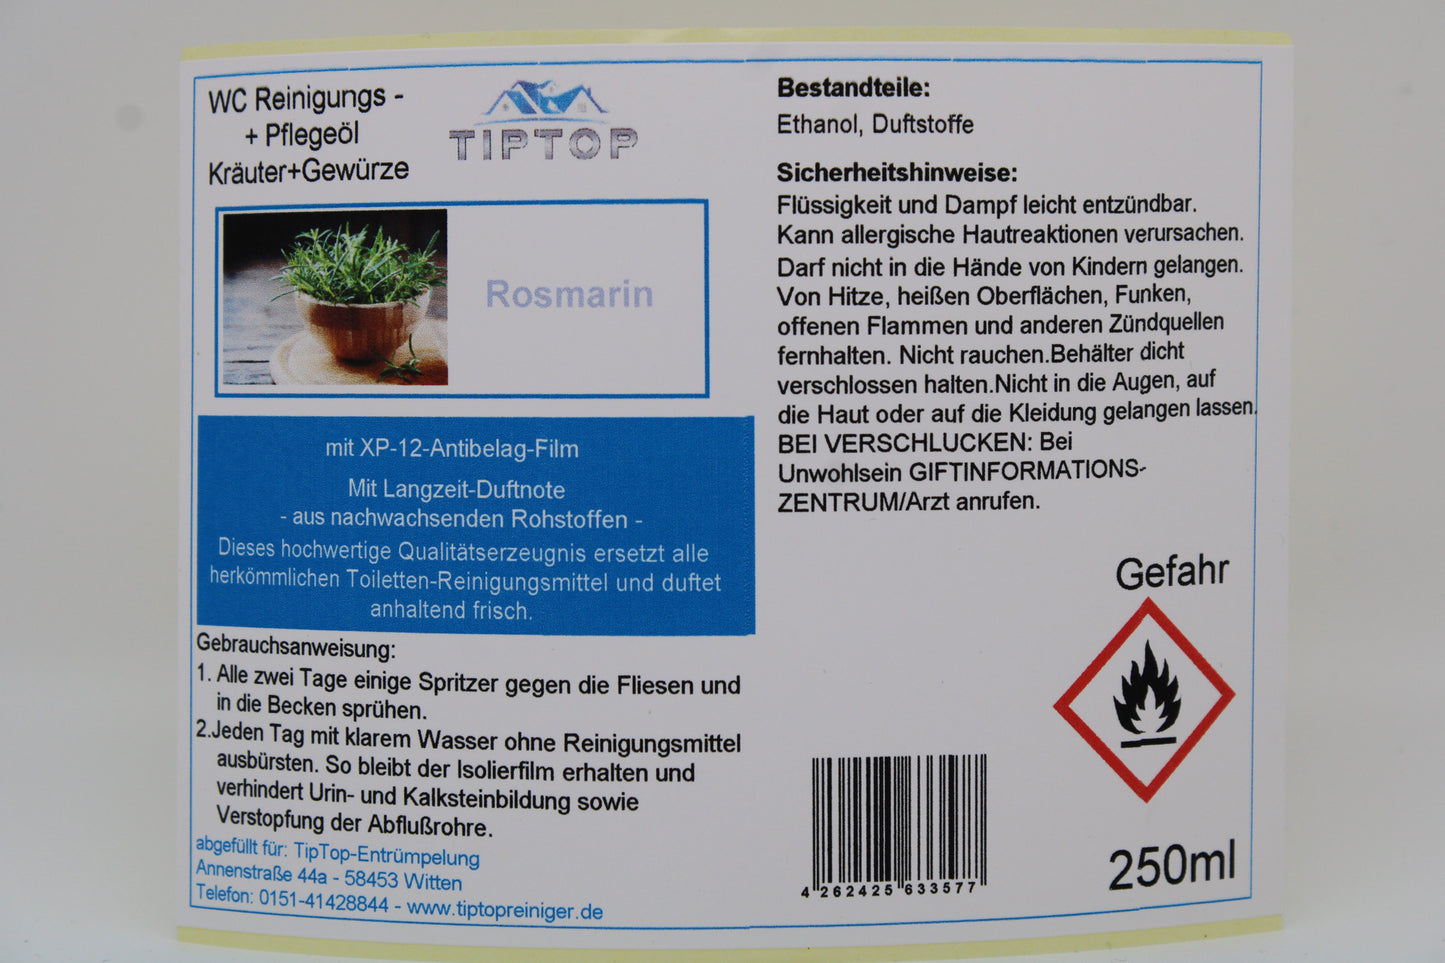 WC Reinigungs -
+ Pflegeöl
Kräuter+Gewürze
TIPTOP
Rosmarin
mit XP-12-Antibelag-Film
Mit Langzeit-Duftnote
- aus nachwachsenden Rohstoffen -
Dieses hochwertige Qualitätserzeugnis ersetzt alle
herkömmlichen Toiletten-Reinigungsmittel und duftet
anhaltend frisch.
Gebrauchsanweisung:
1. Alle zwei Tage einige Spritzer gegen die Fliesen und
in die Becken sprühen.
2.Jeden Tag mit klarem Wasser ohne Reinigungsmittel
ausbürsten. So bleibt der Isolierfilm erhalten und
verhindert Urin- und Kalksteinbildung sowie
Verstopfung der Abflußrohre.
abgefüllt für: TipTop-Entrümpelung
Annenstraße 44a - 58453 Witten
Telefon: 0151-41428844 - www.tiptopreiniger.de
Bestandteile:
Ethanol, Duftstoffe
Sicherheitshinweise:
Flüssigkeit und Dampf leicht entzündbar.
Kann allergische Hautreaktionen verursachen.
Darf nicht in die Hände von Kindern gelangen.
Von Hitze, heißen Oberflächen, Funken,
offenen Flammen und anderen Zündquellen
fernhalten. Nicht rauchen.Behälter dicht
verschlossen halten.Nicht in die Augen, auf
die Haut oder auf die Kleidung gelangen lassen.
BEI VERSCHLUCKEN: Bei
Unwohlsein GIFTINFORMATIONS-
ZENTRUM/Arzt anrufen.
Gefahr
4 262425 633577
250ml